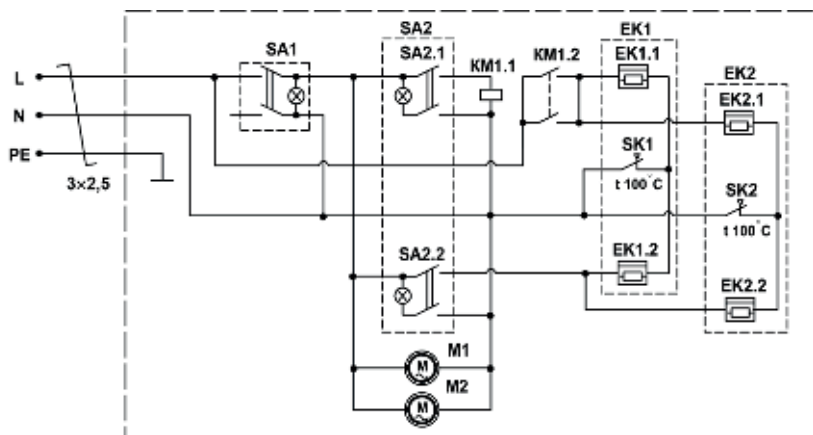 SA1
SA2
SA2.1
KM1.1
KM1.2
EK1
EK1.1
EK2
EK2.1
L
N
PE
3×2,5
SK1
t 100°C
SK2
t 100°C
SA2.2
EK1.2
EK2.2
M1
M
M2
M